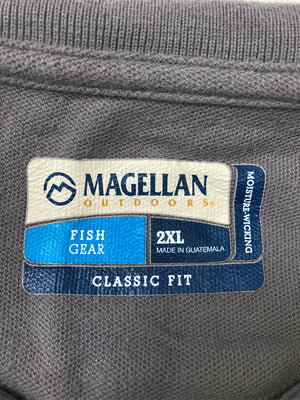 MAGELLAN
OUTDOORS®
FISH
GEAR
2XL
MADE IN GUATEMALA
MOISTURE-WICKING
CLASSIC FIT